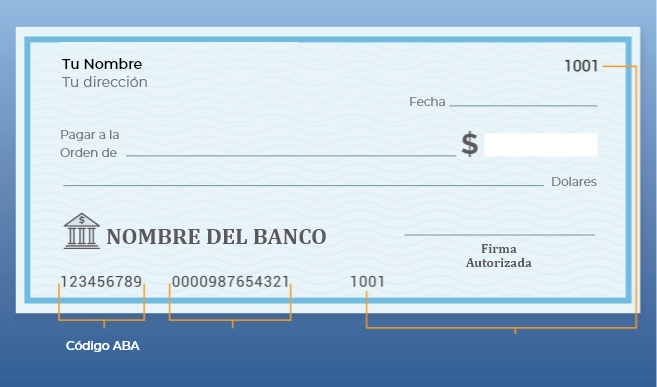 Tu Nombre
1001
Tu dirección
Fecha
Pagar a la
Orden de
$
Dolares
$
NOMBRE DEL BANCO
Firma
Autorizada
123456789 0000987654321 1001
Código ABA